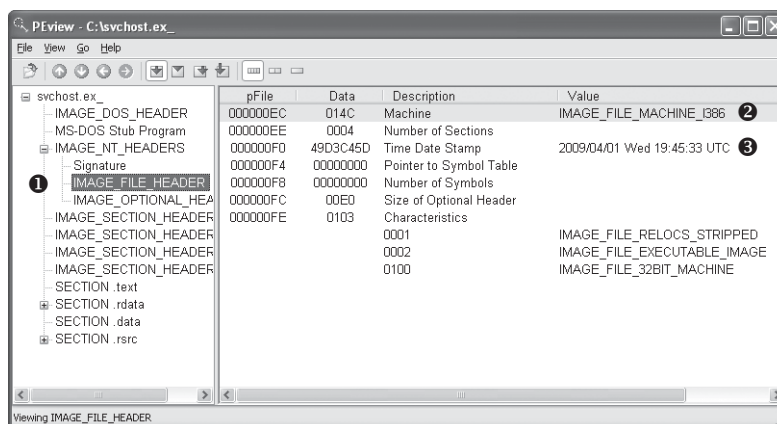 PEview - C:\svchost.ex_
File View Go Help
svchost.ex_
IMAGE_DOS_HEADER
MS-DOS Stub Program
IMAGE_NT_HEADERS
Signature
❶ IMAGE_FILE_HEADER
IMAGE_OPTIONAL_HEA
IMAGE_SECTION_HEADER
IMAGE_SECTION_HEADER
IMAGE_SECTION_HEADER
IMAGE_SECTION_HEADER
SECTION .text
SECTION .rdata
SECTION .data
SECTION .rsrc
pFile Data Description Value
000000EC 014C Machine IMAGE_FILE_MACHINE_I386 ❷
000000EE 0004 Number of Sections
000000F0 49D3C45D Time Date Stamp 2009/04/01 Wed 19:45:33 UTC ❸
000000F4 00000000 Pointer to Symbol Table
000000F8 00000000 Number of Symbols
000000FC 00E0 Size of Optional Header
000000FE 0103 Characteristics
0001 IMAGE_FILE_RELOCS_STRIPPED
0002 IMAGE_FILE_EXECUTABLE_IMAGE
0100 IMAGE_FILE_32BIT_MACHINE
Viewing IMAGE_FILE_HEADER